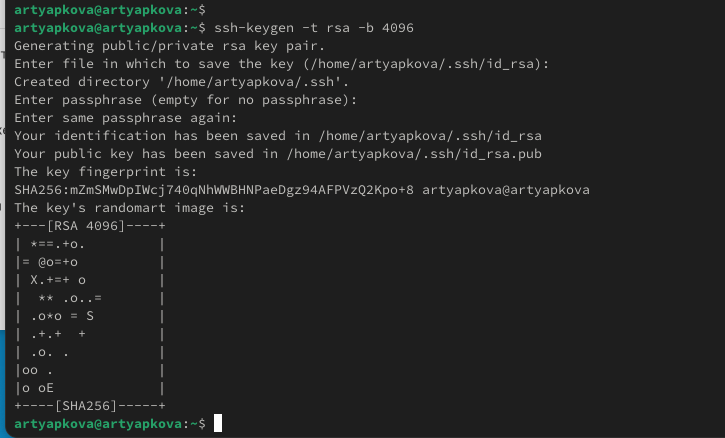 artyapkova@artyapkova:~$
artyapkova@artyapkova:~$ ssh-keygen -t rsa -b 4096
Generating public/private rsa key pair.
Enter file in which to save the key (/home/artyapkova/.ssh/id_rsa):
Created directory '/home/artyapkova/.ssh'.
Enter passphrase (empty for no passphrase):
Enter same passphrase again:
Your identification has been saved in /home/artyapkova/.ssh/id_rsa
Your public key has been saved in /home/artyapkova/.ssh/id_rsa.pub
The key fingerprint is:
SHA256:mZmSMwDpIWcj740qNhWWBHNPaeDgz94AFPVzQ2Kpo+8 artyapkova@artyapkova
The key's randomart image is:
+---[RSA 4096]----+
| *==.+o.         |
|= @o=+o          |
| X.+=+ o         |
|  ** .o..=       |
| .o*o = S        |
| .+.+  +         |
| .o. .           |
|oo .             |
|o oE             |
+----[SHA256]-----+
artyapkova@artyapkova:~$